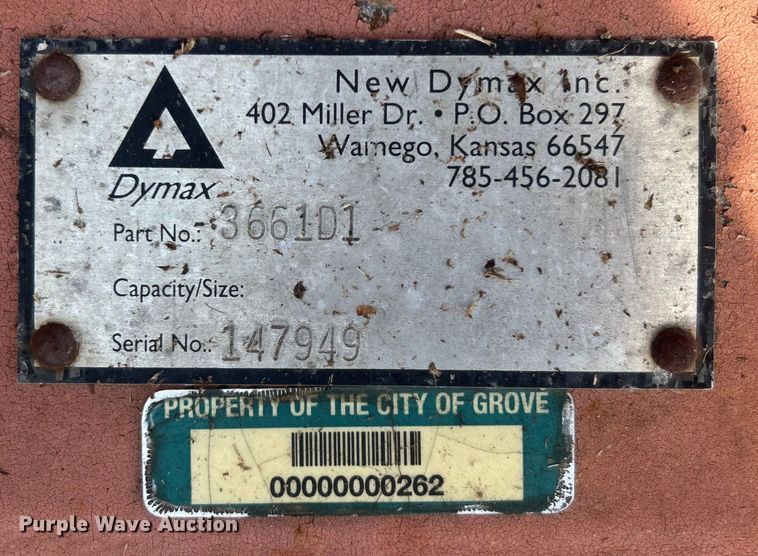 New Dymax Inc.
402 Miller Dr. • P.O. Box 297
Wamego, Kansas 66547
785-456-2081
Dymax
Part No.: 3661D1
Capacity/Size:
Serial No.: 147949
PROPERTY OF THE CITY OF GROVE
00000000262
Purple Wave Auction